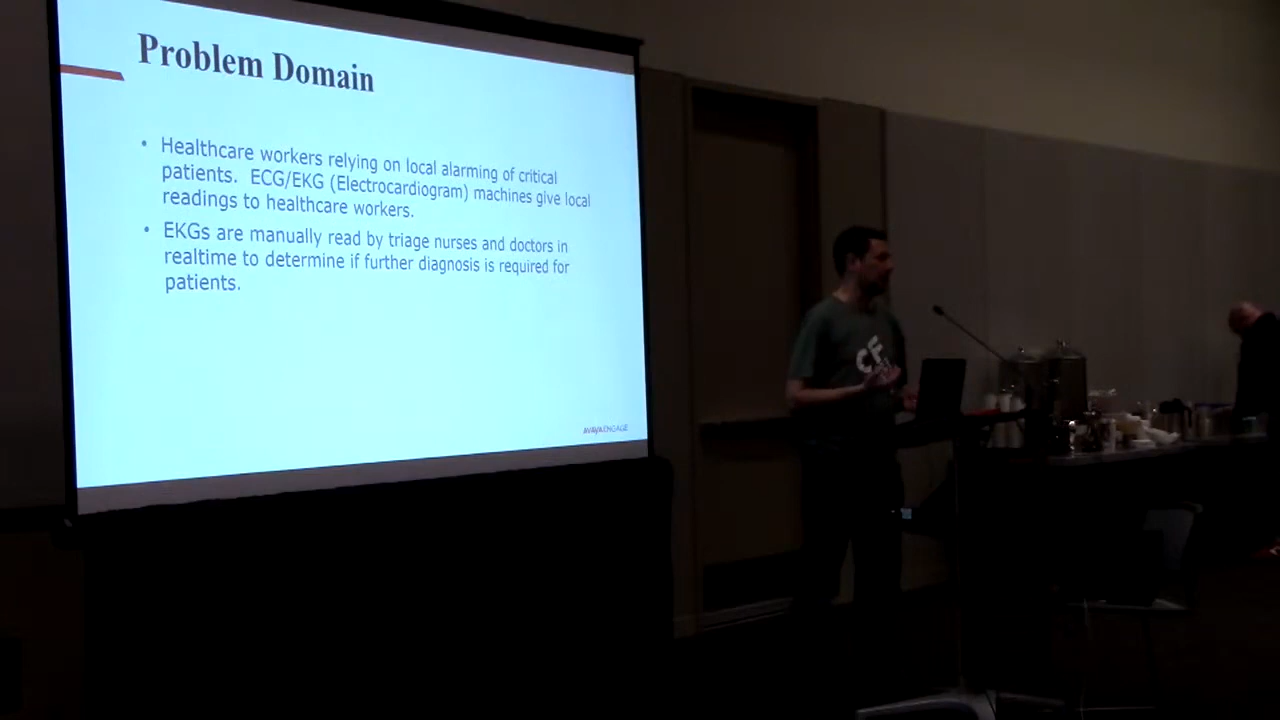 Problem Domain
• Healthcare workers relying on local alarming of critical
patients. ECG/EKG (Electrocardiogram) machines give local
readings to healthcare workers.
• EKGs are manually read by triage nurses and doctors in
realtime to determine if further diagnosis is required for
patients.
AVAYAENGAGE
CF